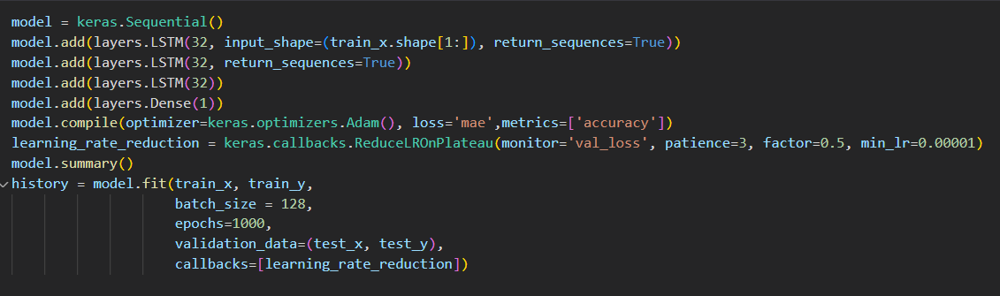 model = keras.Sequential()
model.add(layers.LSTM(32, input_shape=(train_x.shape[1:]), return_sequences=True))
model.add(layers.LSTM(32, return_sequences=True))
model.add(layers.LSTM(32))
model.add(layers.Dense(1))
model.compile(optimizer=keras.optimizers.Adam(), loss='mae',metrics=['accuracy'])
learning_rate_reduction = keras.callbacks.ReduceLROnPlateau(monitor='val_loss', patience=3, factor=0.5, min_lr=0.00001)
model.summary()
history = model.fit(train_x, train_y,
                    batch_size = 128,
                    epochs=1000,
                    validation_data=(test_x, test_y),
                    callbacks=[learning_rate_reduction])